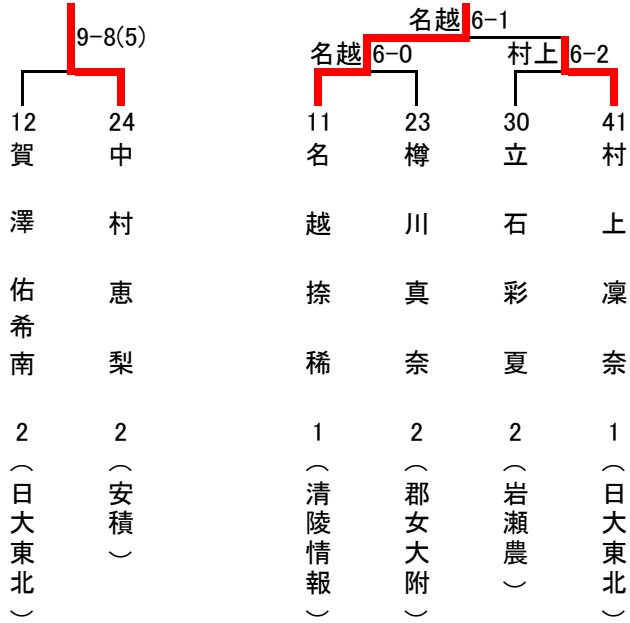 9-8(5)
12
賀澤佑希南
2
（日大東北）
24
中村恵梨
2
（安積）
名越 6-1
名越 6-0
村上 6-2
11
名越捺稀
1
（清陵情報）
23
樽川真奈
2
（郡女大附）
30
立石彩夏
2
（岩瀬農）
41
村上凜奈
1
（日大東北）